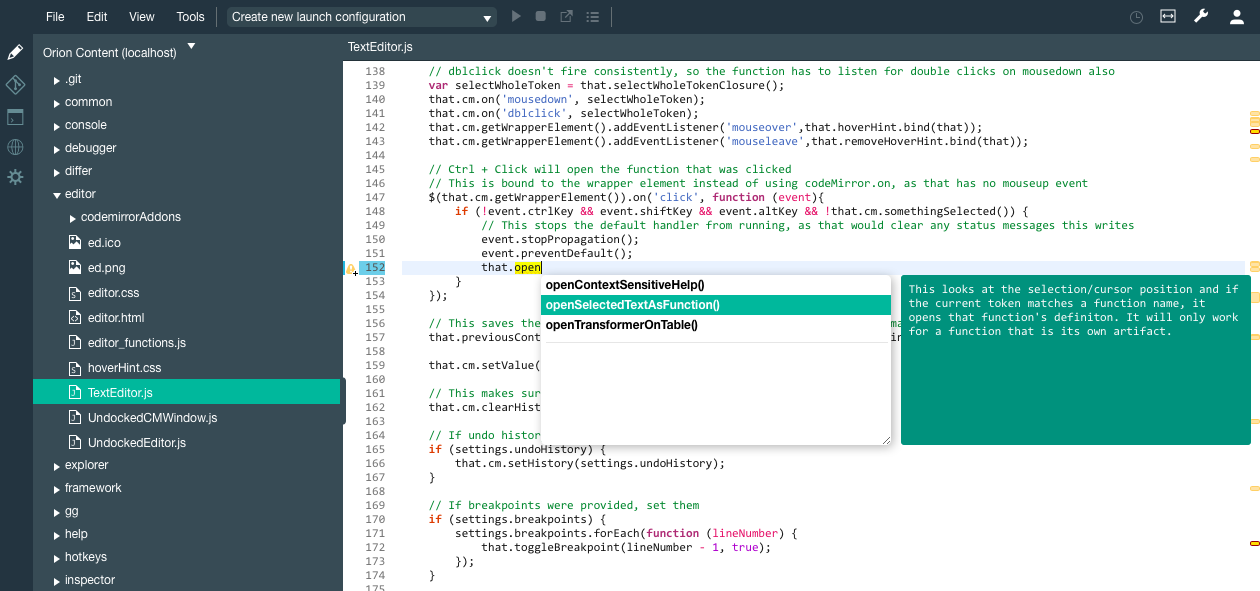 File Edit View Tools Create new launch configuration
Orion Content (localhost)
.git
common
console
debugger
differ
editor
codemirrorAddons
ed.ico
ed.png
editor.css
editor.html
editor_functions.js
hoverHint.css
TextEditor.js
UndockedCMWindow.js
UndockedEditor.js
explorer
framework
gg
help
hotkeys
inspector
TextEditor.js
138 // dblclick doesn't fire consistently, so the function has to listen for double clicks on mousedown also
139 var selectWholeToken = that.selectWholeTokenClosure();
140 that.cm.on('mousedown', selectWholeToken);
141 that.cm.on('dblclick', selectWholeToken);
142 that.cm.getWrapperElement().addEventListener('mouseover',that.hoverHint.bind(that));
143 that.cm.getWrapperElement().addEventListener('mouseleave',that.removeHoverHint.bind(that));
144
145 // Ctrl + Click will open the function that was clicked
146 // This is bound to the wrapper element instead of using codeMirror.on, as that has no mouseup event
147 $(that.cm.getWrapperElement()).on('click', function (event){
148 if (!event.ctrlKey && event.shiftKey && event.altKey && !that.cm.somethingSelected()) {
149 // This stops the default handler from running, as that would clear any status messages this writes
150 event.stopPropagation();
151 event.preventDefault();
152 that.open
153 }
154 });
155
156 // This saves the ma
157 that.previousCont in
158
159 that.cm.setValue(
160
161 // This makes sur
162 that.cm.clearHist
163
164 // If undo histor
165 if (settings.undoHistory) {
166 that.cm.setHistory(settings.undoHistory);
167 }
168
169 // If breakpoints were provided, set them
170 if (settings.breakpoints) {
171 settings.breakpoints.forEach(function (lineNumber) {
172 that.toggleBreakpoint(lineNumber - 1, true);
173 });
174 }
175
openContextSensitiveHelp()
openSelectedTextAsFunction()
openTransformerOnTable()
This looks at the selection/cursor position and if
the current token matches a function name, it
opens that function's definiton. It will only work
for a function that is its own artifact.